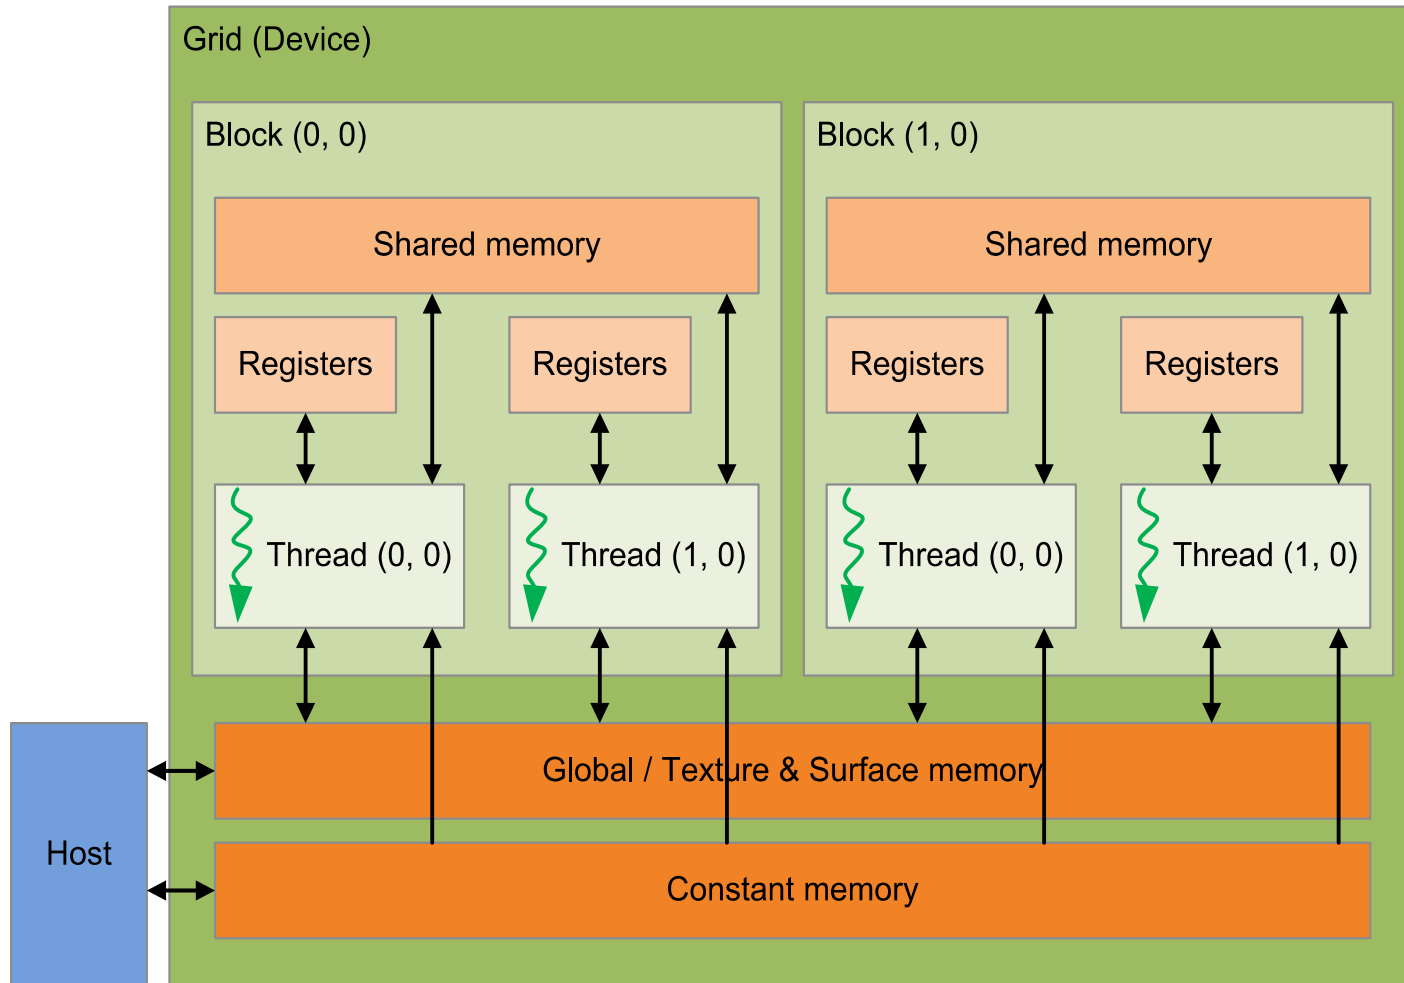 Grid (Device)
Block (0, 0)
Block (1, 0)
Shared memory
Shared memory
Registers
Registers
Registers
Registers
Thread (0, 0)
Thread (1, 0)
Thread (0, 0)
Thread (1, 0)
Global / Texture & Surface memory
Host
Constant memory